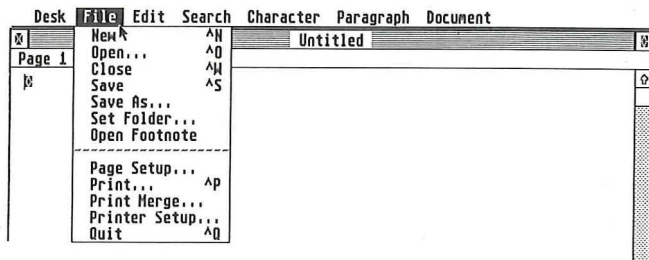 Desk File Edit Search Character Paragraph Document
Untitled
Page 1
New ^N
Open... ^O
Close ^W
Save ^S
Save As...
Set Folder...
Open Footnote
Page Setup...
Print... ^P
Print Merge...
Printer Setup...
Quit ^Q